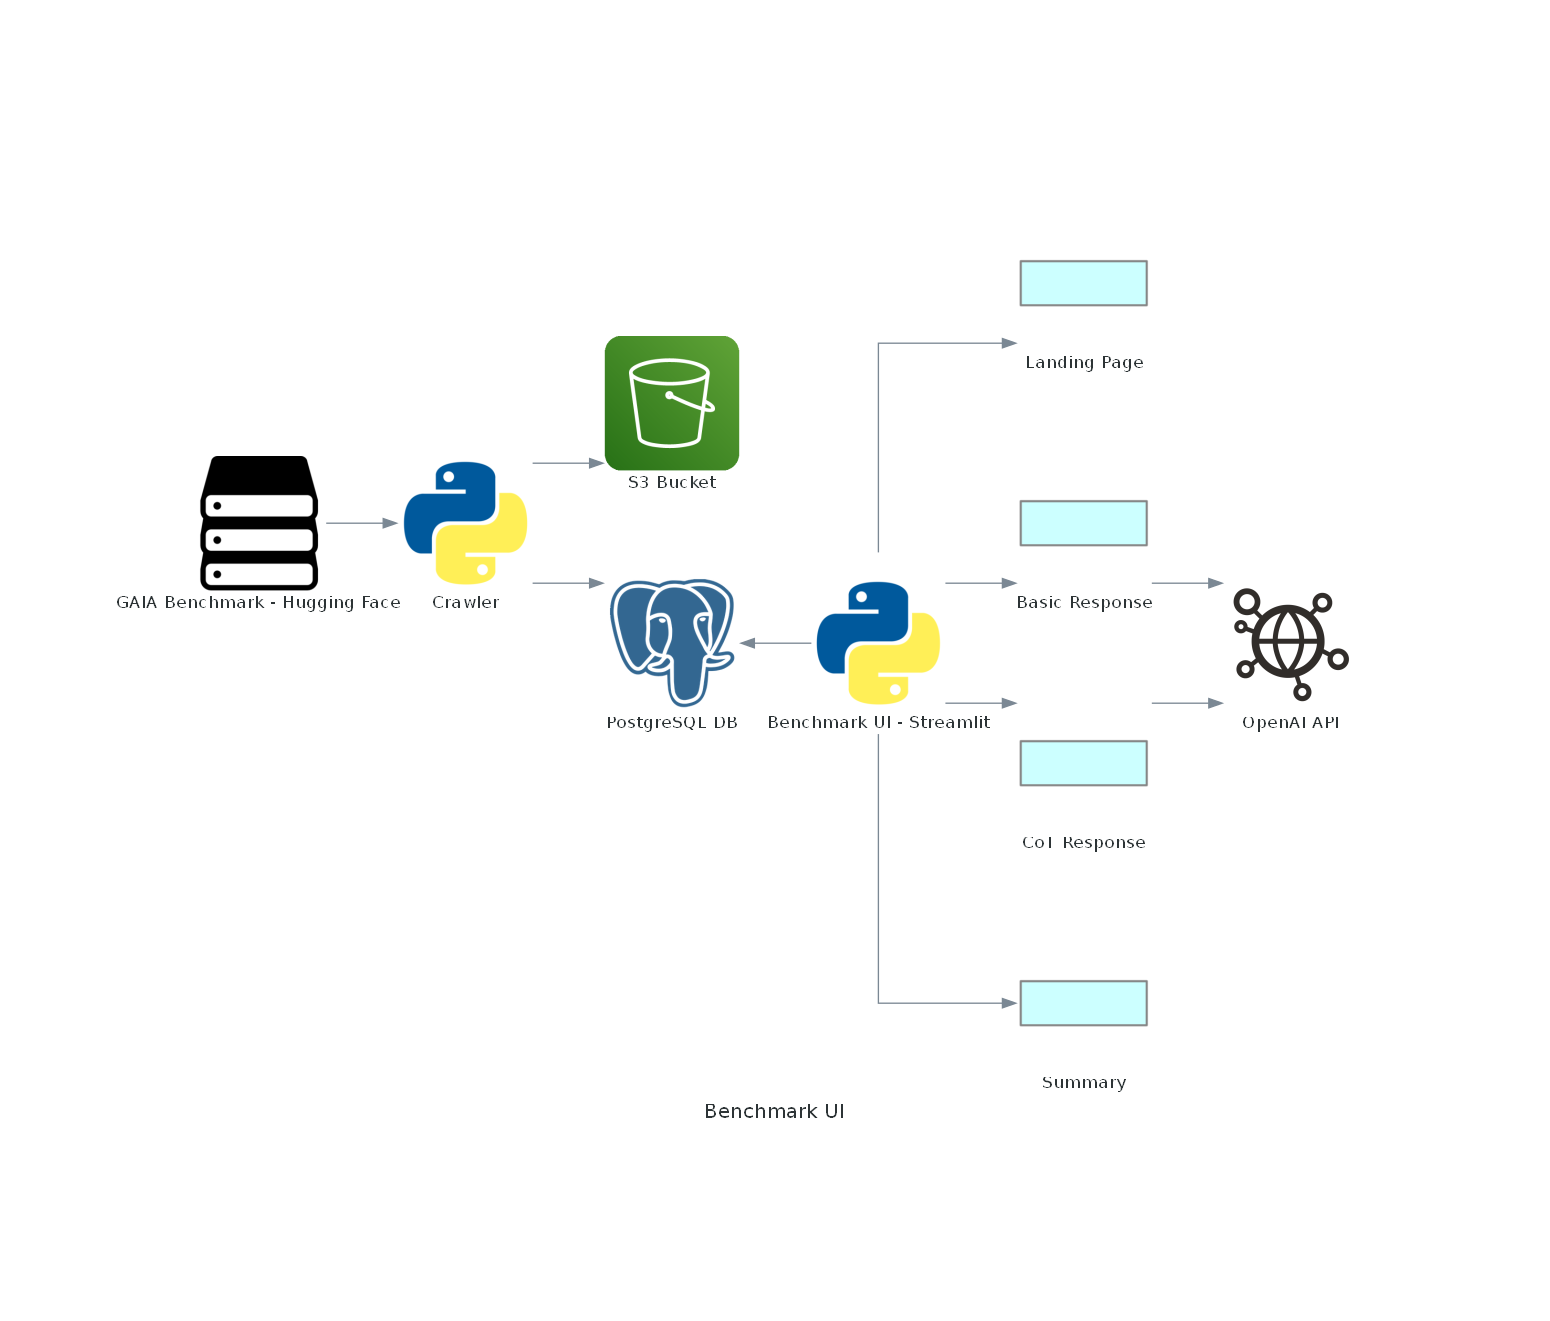 Landing Page
S3 Bucket
GAIA Benchmark - Hugging Face
Crawler
Basic Response
PostgreSQL DB
Benchmark UI - Streamlit
OpenAI API
CoT Response
Summary
Benchmark UI